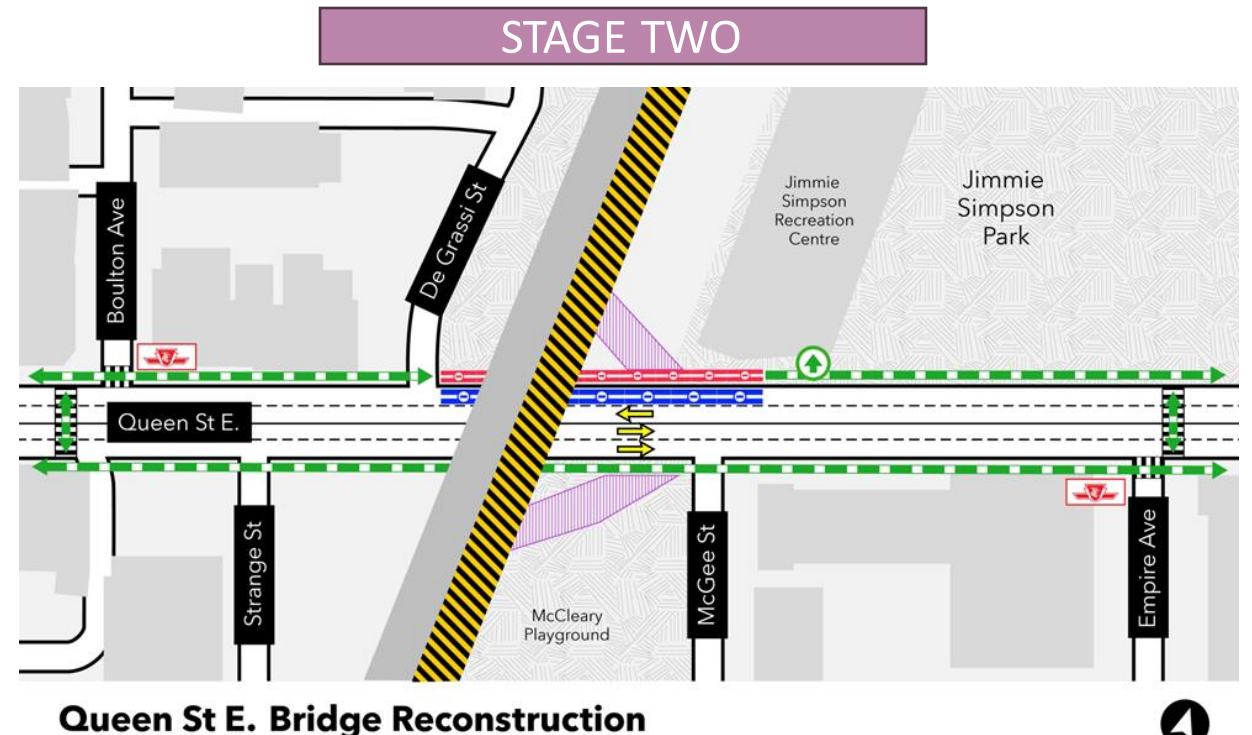 STAGE TWO
Boulton Ave
De Grassi St
Jimmie
Simpson
Recreation
Centre
Jimmie
Simpson
Park
Queen St E.
Strange St
McCleary
Playground
McGee St
Empire Ave
Queen St E. Bridge Reconstruction